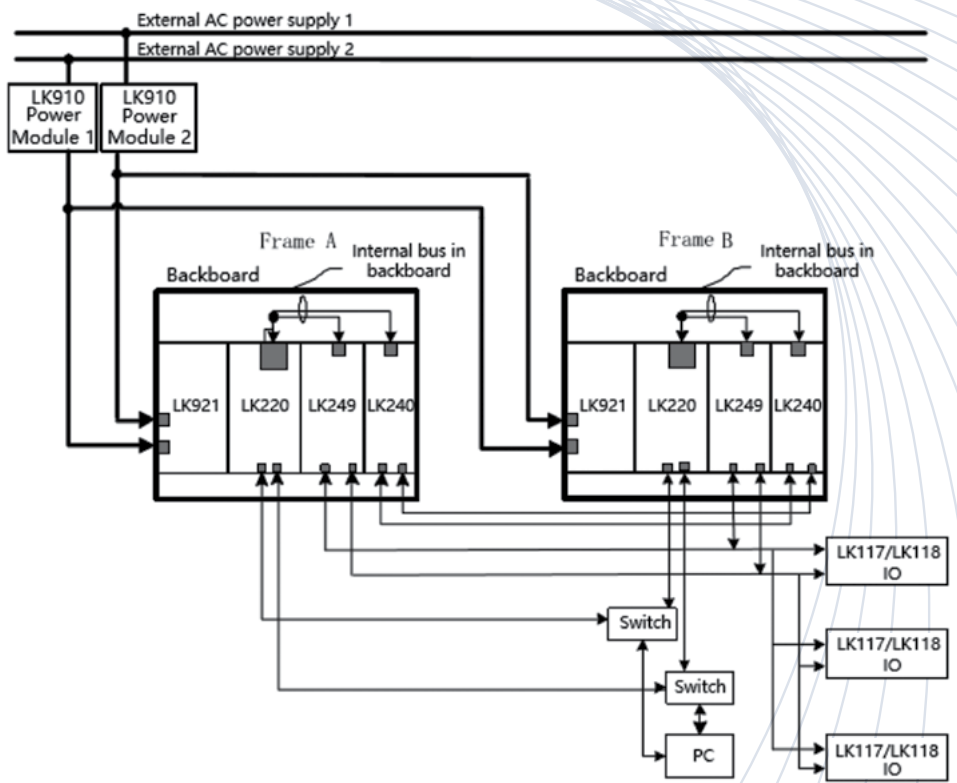 External AC power supply 1
External AC power supply 2
LK910
Power
Module 1
LK910
Power
Module 2
Frame A
Internal bus in
backboard
Backboard
LK921
LK220
LK249
LK240
Frame B
Internal bus in
backboard
Backboard
LK921
LK220
LK249
LK240
LK117/LK118
IO
Switch
LK117/LK118
IO
Switch
PC
LK117/LK118
IO